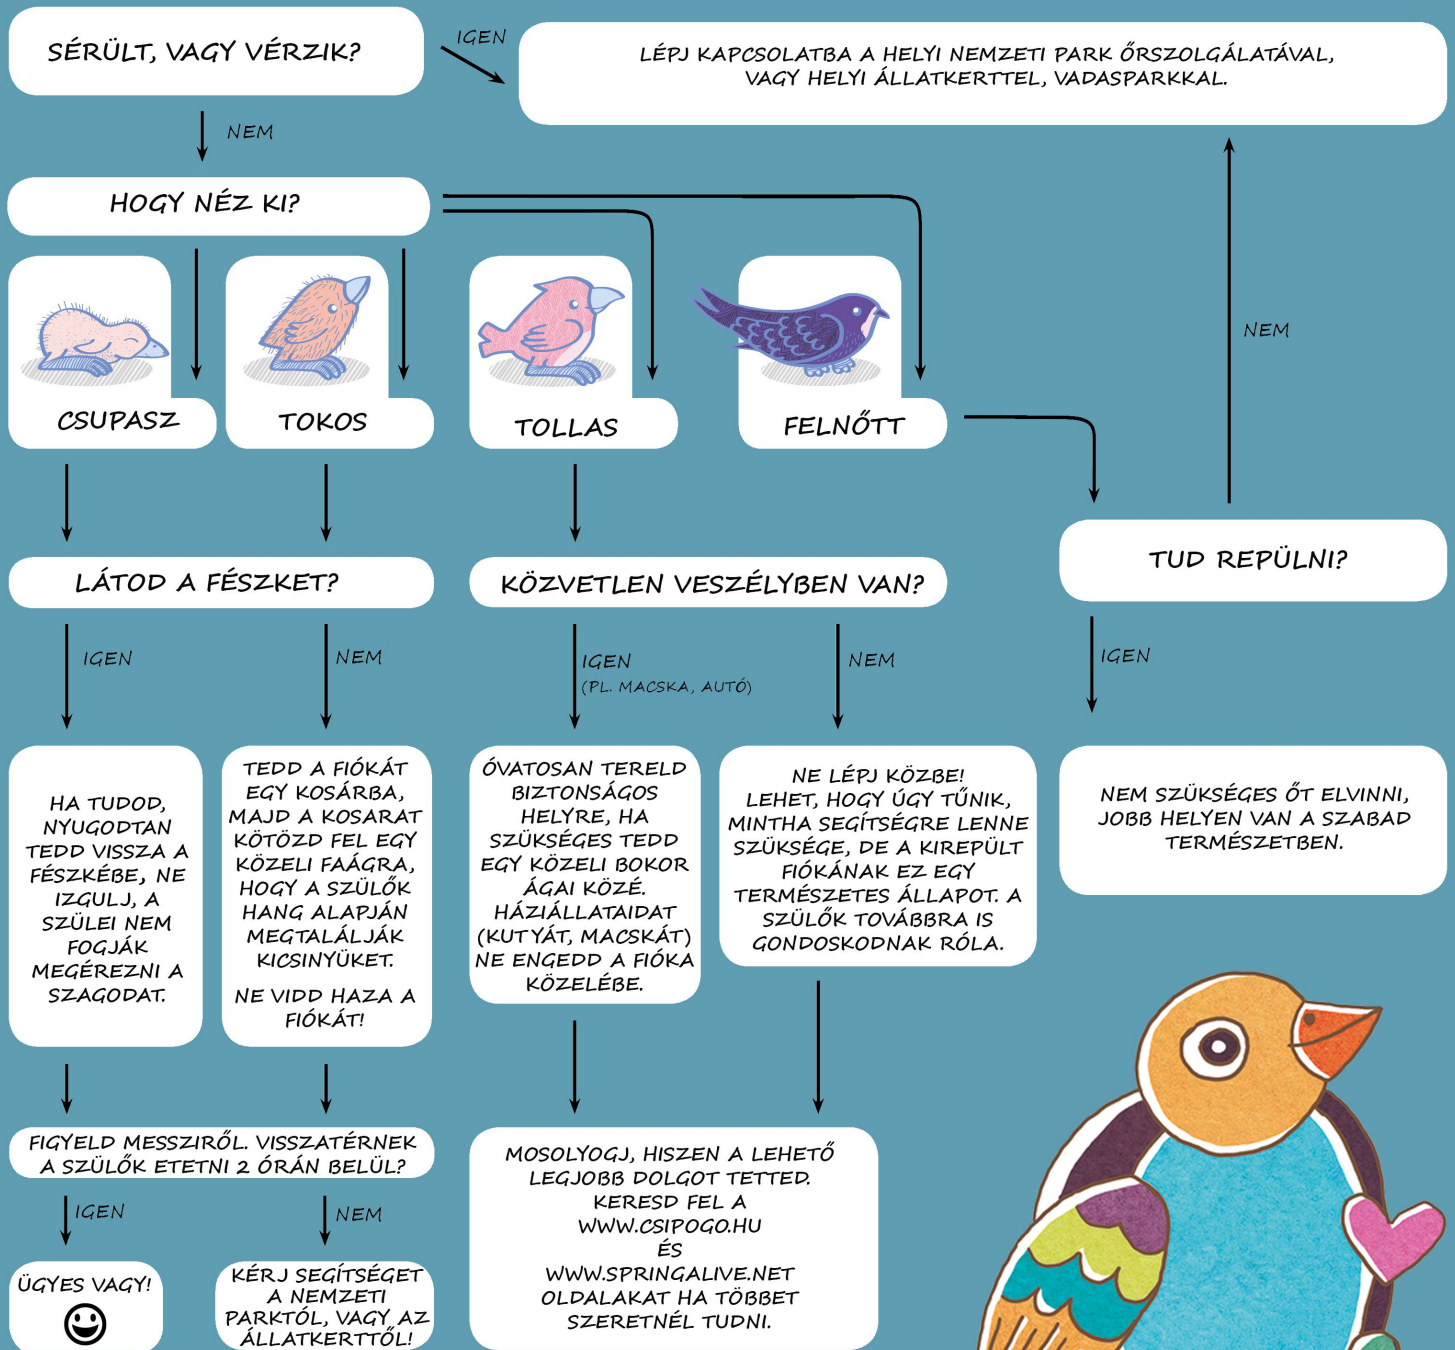 SÉRÜLT, VAGY VÉRZIK?
IGEN
LÉPJ KAPCSOLATBA A HELYI NEMZETI PARK ŐRSZOLGÁLATÁVAL,
VAGY HELYI ÁLLATKERTTEL, VADASPARKKAL.
NEM
HOGY NÉZ KI?
NEM
CSUPASZ
TOKOS
TOLLAS
FELNŐTT
LÁTOD A FÉSZKET?
KÖZVETLEN VESZÉLYBEN VAN?
TUD REPÜLNI?
IGEN
NEM
IGEN
(PL. MACSKA, AUTÓ)
NEM
IGEN
HA TUDOD,
NYUGODTAN
TEDD VISSZA A
FÉSZKÉBE, NE
IZGULJ, A
SZÜLEI NEM
FOGJÁK
MEGÉREZNI A
SZAGODAT.
TEDD A FIÓKÁT
EGY KOSÁRBA,
MAJD A KOSARAT
KÖTÖZD FEL EGY
KÖZELI FAÁGRA,
HOGY A SZÜLŐK
HANG ALAPJÁN
MEGTALÁLJÁK
KICSINYÜKET.
NE VIDD HAZA A
FIÓKÁT!
ÓVATOSAN TERELD
BIZTONSÁGOS
HELYRE, HA
SZÜKSÉGES TEDD
EGY KÖZELI BOKOR
ÁGAI KÖZÉ.
HÁZIÁLLATAIDAT
(KUTYÁT, MACSKÁT)
NE ENGEDD A FIÓKA
KÖZELÉBE.
NE LÉPJ KÖZBE!
LEHET, HOGY ÚGY TŰNIK,
MINTHA SEGÍTSÉGRE LENNE
SZÜKSÉGE, DE A KIREPÜLT
FIÓKÁNAK EZ EGY
TERMÉSZETES ÁLLAPOT. A
SZÜLŐK TOVÁBBRA IS
GONDOSKODNAK RÓLA.
NEM SZÜKSÉGES ŐT ELVINNI,
JOBB HELYEN VAN A SZABAD
TERMÉSZETBEN.
FIGYELD MESSZIRŐL. VISSZATÉRNEK
A SZÜLŐK ETETNI 2 ÓRÁN BELÜL?
IGEN
NEM
ÜGYES VAGY!
KÉRJ SEGÍTSÉGET
A NEMZETI
PARKTÓL, VAGY AZ
ÁLLATKERTTŐL!
MOSOLYOGJ, HISZEN A LEHETŐ
LEGJOBB DOLGOT TETTED.
KERESD FEL A
WWW.CSIPOGO.HU
ÉS
WWW.SPRINGALIVE.NET
OLDALAKAT HA TÖBBET
SZERETNÉL TUDNI.